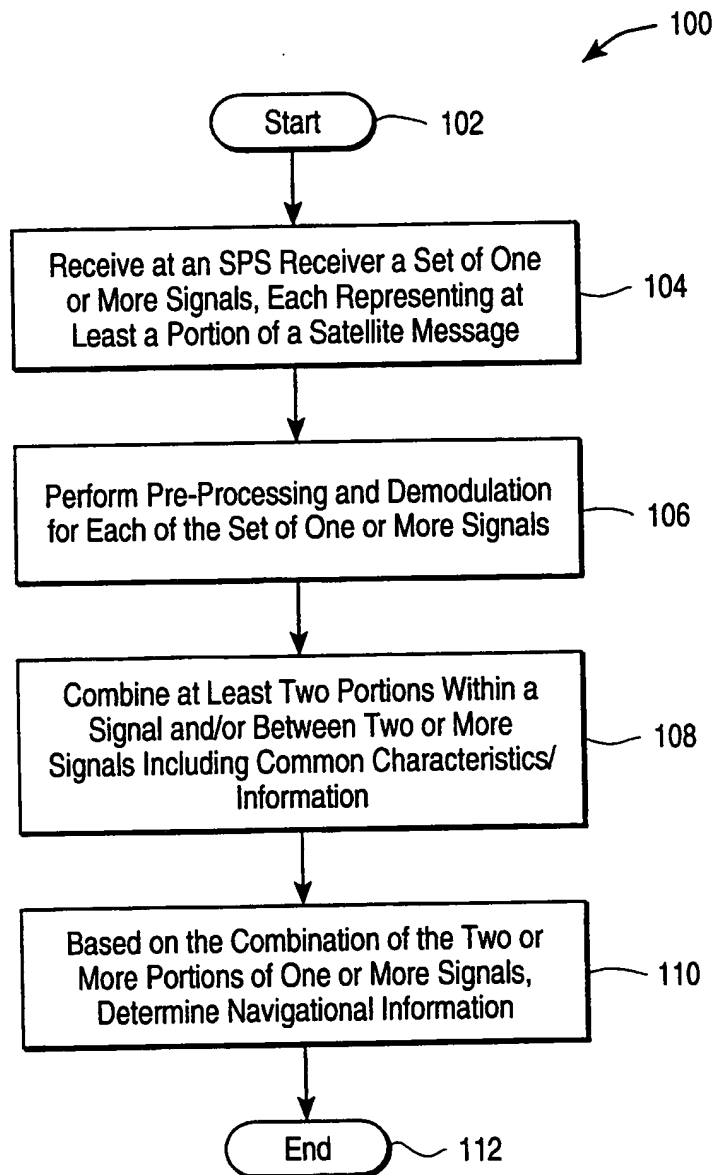 100
Start
102
Receive at an SPS Receiver a Set of One
or More Signals, Each Representing at
Least a Portion of a Satellite Message
104
Perform Pre-Processing and Demodulation
for Each of the Set of One or More Signals
106
Combine at Least Two Portions Within a
Signal and/or Between Two or More
Signals Including Common Characteristics/
Information
108
Based on the Combination of the Two or
More Portions of One or More Signals,
Determine Navigational Information
110
End
112